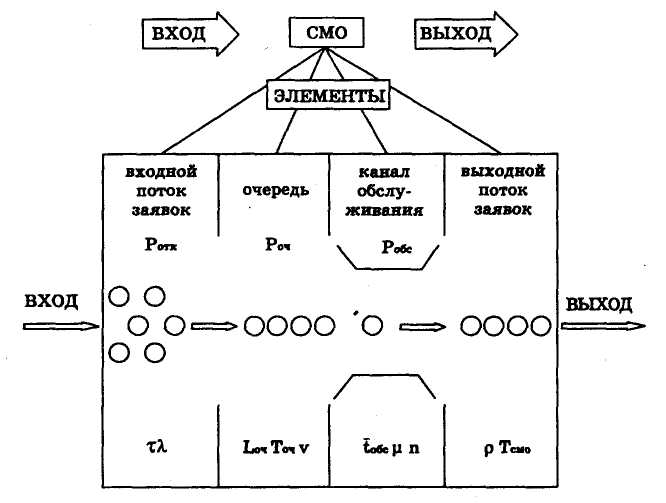 ВХОД СМО ВЫХОД
ЭЛЕМЕНТЫ
входной поток заявок
очередь
канал обслу-
живания
выходной поток заявок
Pотк Pоч Pобс
ВХОД ВЫХОД
τλ Lоч Tоч ν t̄обс μ n ρ Tсмо